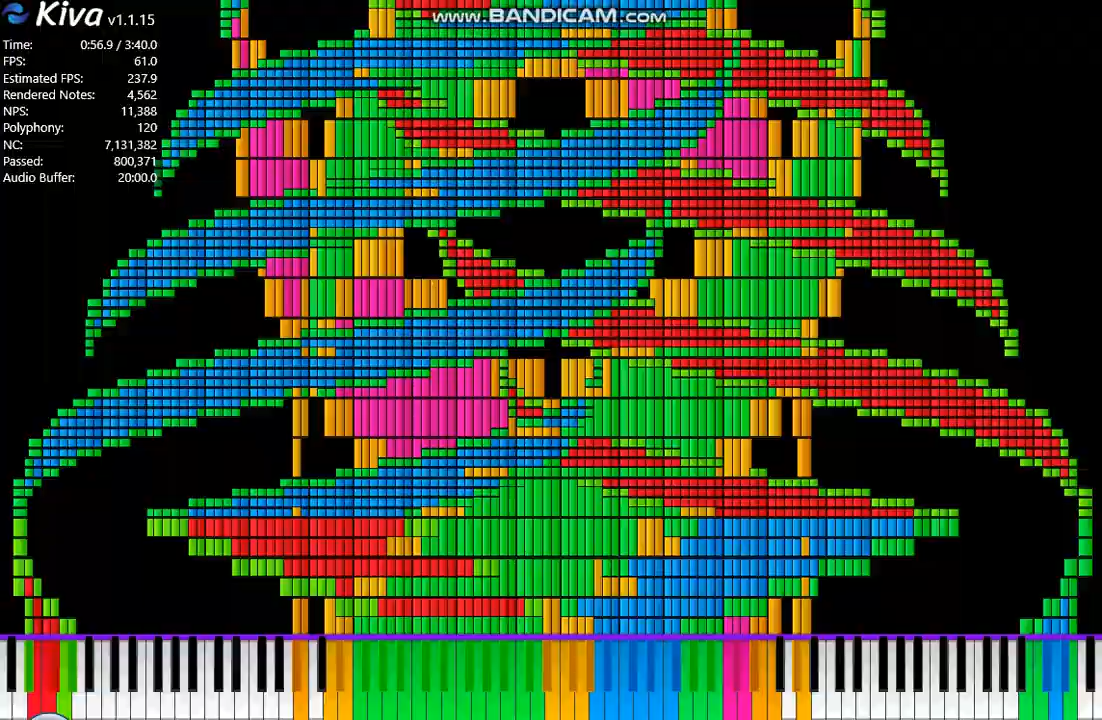 Kiva v1.1.15
www.BANDICAM.com
Time: 0:56.9 / 3:40.0
FPS: 61.0
Estimated FPS: 237.9
Rendered Notes: 4,562
NPS: 11,388
Polyphony: 120
NC: 7,131,382
Passed: 800,371
Audio Buffer: 20:00.0